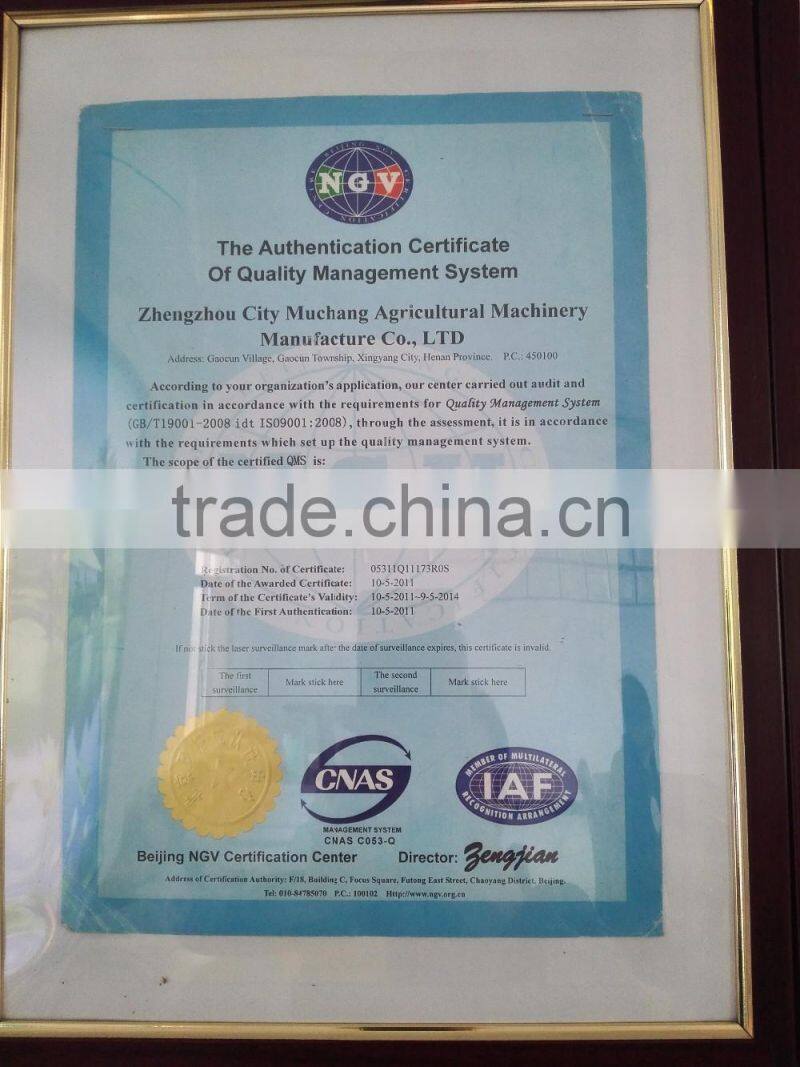 BEIJING NGV
NGV
CERTIFICATION
The Authentication Certificate
Of Quality Management System
Zhengzhou City Muchang Agricultural Machinery
Manufacture Co., LTD
Address: Gaocun Village, Gaocun Township, Xingyang City, Henan Province. P.C.: 450100
According to your organization's application, our center carried out audit and
certification in accordance with the requirements for Quality Management System
(GB/T19001-2008 idt ISO9001:2008), through the assessment, it is in accordance
with the requirements which set up the quality management system.
The scope of the certified QMS is:
trade.china.cn
Registration No. of Certificate: 05311Q11173R0S
Date of the Awarded Certificate: 10-5-2011
Term of the Certificate's Validity: 10-5-2011~9-5-2014
Date of the First Authentication: 10-5-2011
If not stick the laser surveillance mark after the date of surveillance expires, this certificate is invalid.
The first surveillance Mark stick here The second surveillance Mark stick here
CNAS
MANAGEMENT SYSTEM
CNAS C053-Q
MEMBER OF MULTILATERAL
IAF
RECOGNITION ARRANGEMENT
Beijing NGV Certification Center Director: Zengjian
Address of Certification Authority: F/18, Building C, Focus Square, Futong East Street, Chaoyang District, Beijing.
Tel: 010-84785070 P.C.: 100102 Http://www.ngv.org.cn